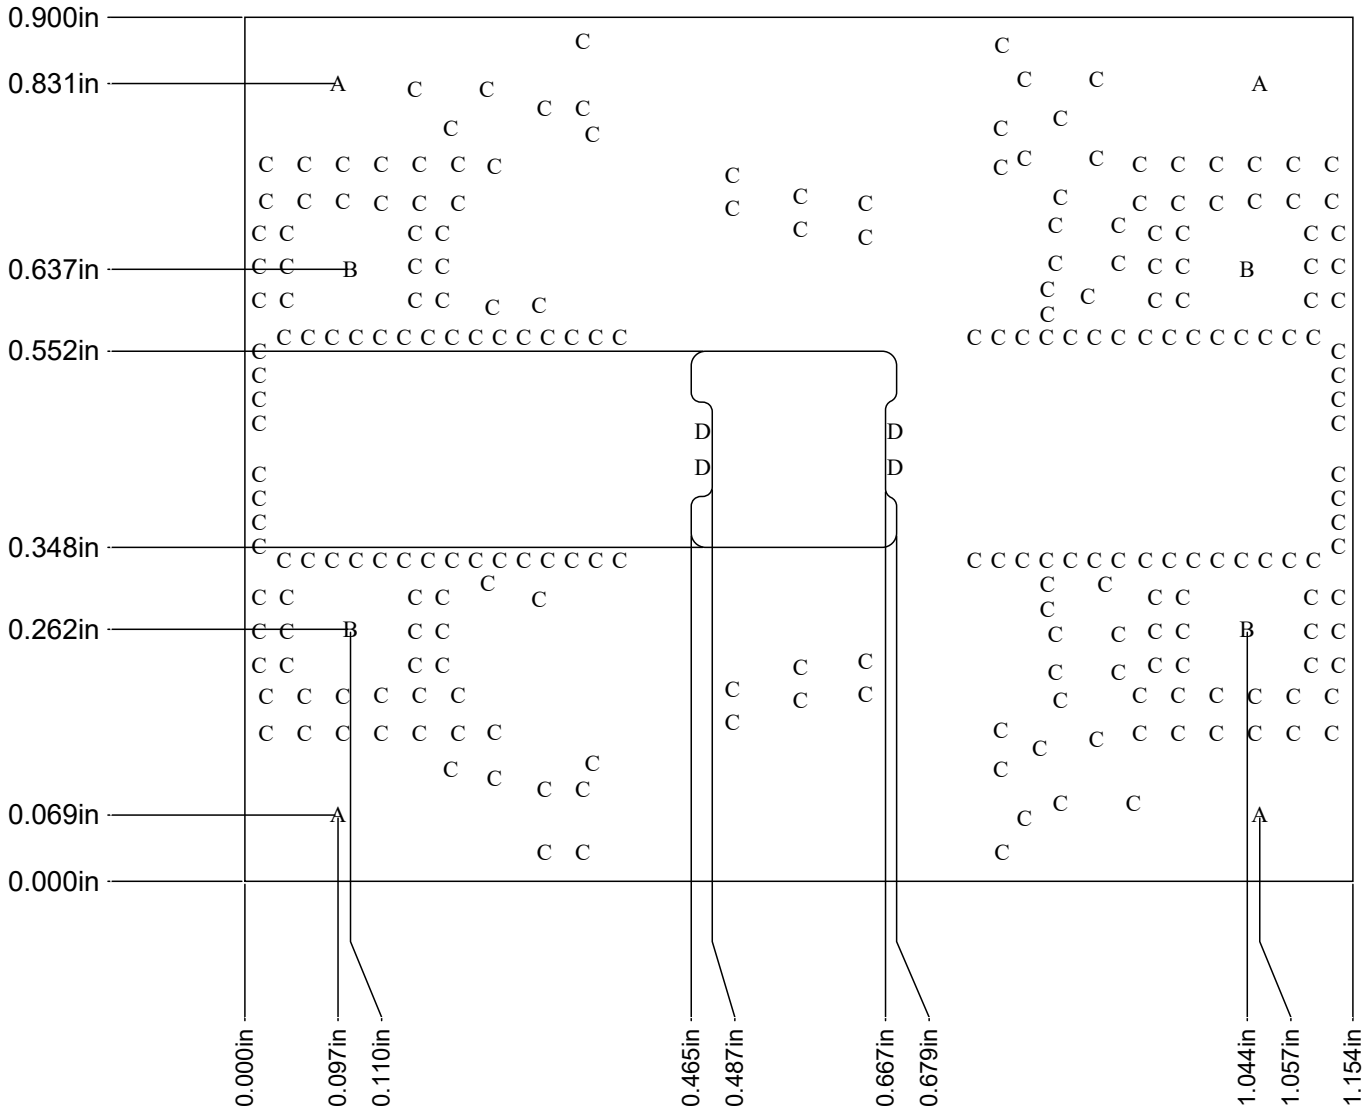 0.900in
C C
0.831in A C C C C A
C C C
C C C
C C
C C C C C C C C C C C C C C C C
C
C C C C C C C C C C C C C C C C
C C C
C C C C C C C C C
0.637in C C B C C C C C C B C C
C C
C C C C C C C C C C
C
C C C C C C C C C C C C C C C C C C C C C C C C C C C C C C
0.552in C C
C C
C C
C C
D D
D D
C C
C C
C C
0.348in C C
C C C C C C C C C C C C C C C C C C C C C C C C C C C C C C
C C C
C C C C C C C C C
C
0.262in C C B C C C C C C B C C
C C C C C C C C C C C C
C C C C C C C C C C C C C C C C
C
C C C C C C C C C C C C C C C
C
C C C
C
C C
C C
0.069in A C A
C C C
0.000in
0.000in
0.097in
0.110in
0.465in
0.487in
0.667in
0.679in
1.044in
1.057in
1.154in